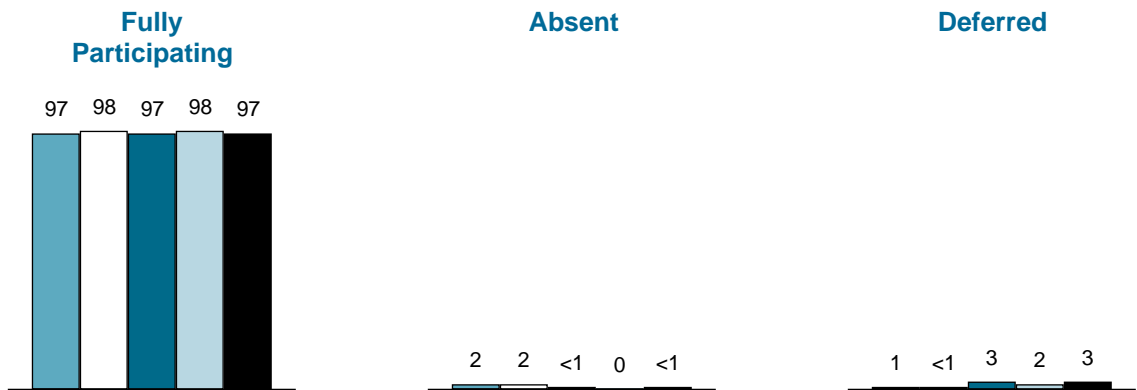 Fully
Participating
Absent
Deferred
97 98 97 98 97
2 2 <1 0 <1
1 <1 3 2 3